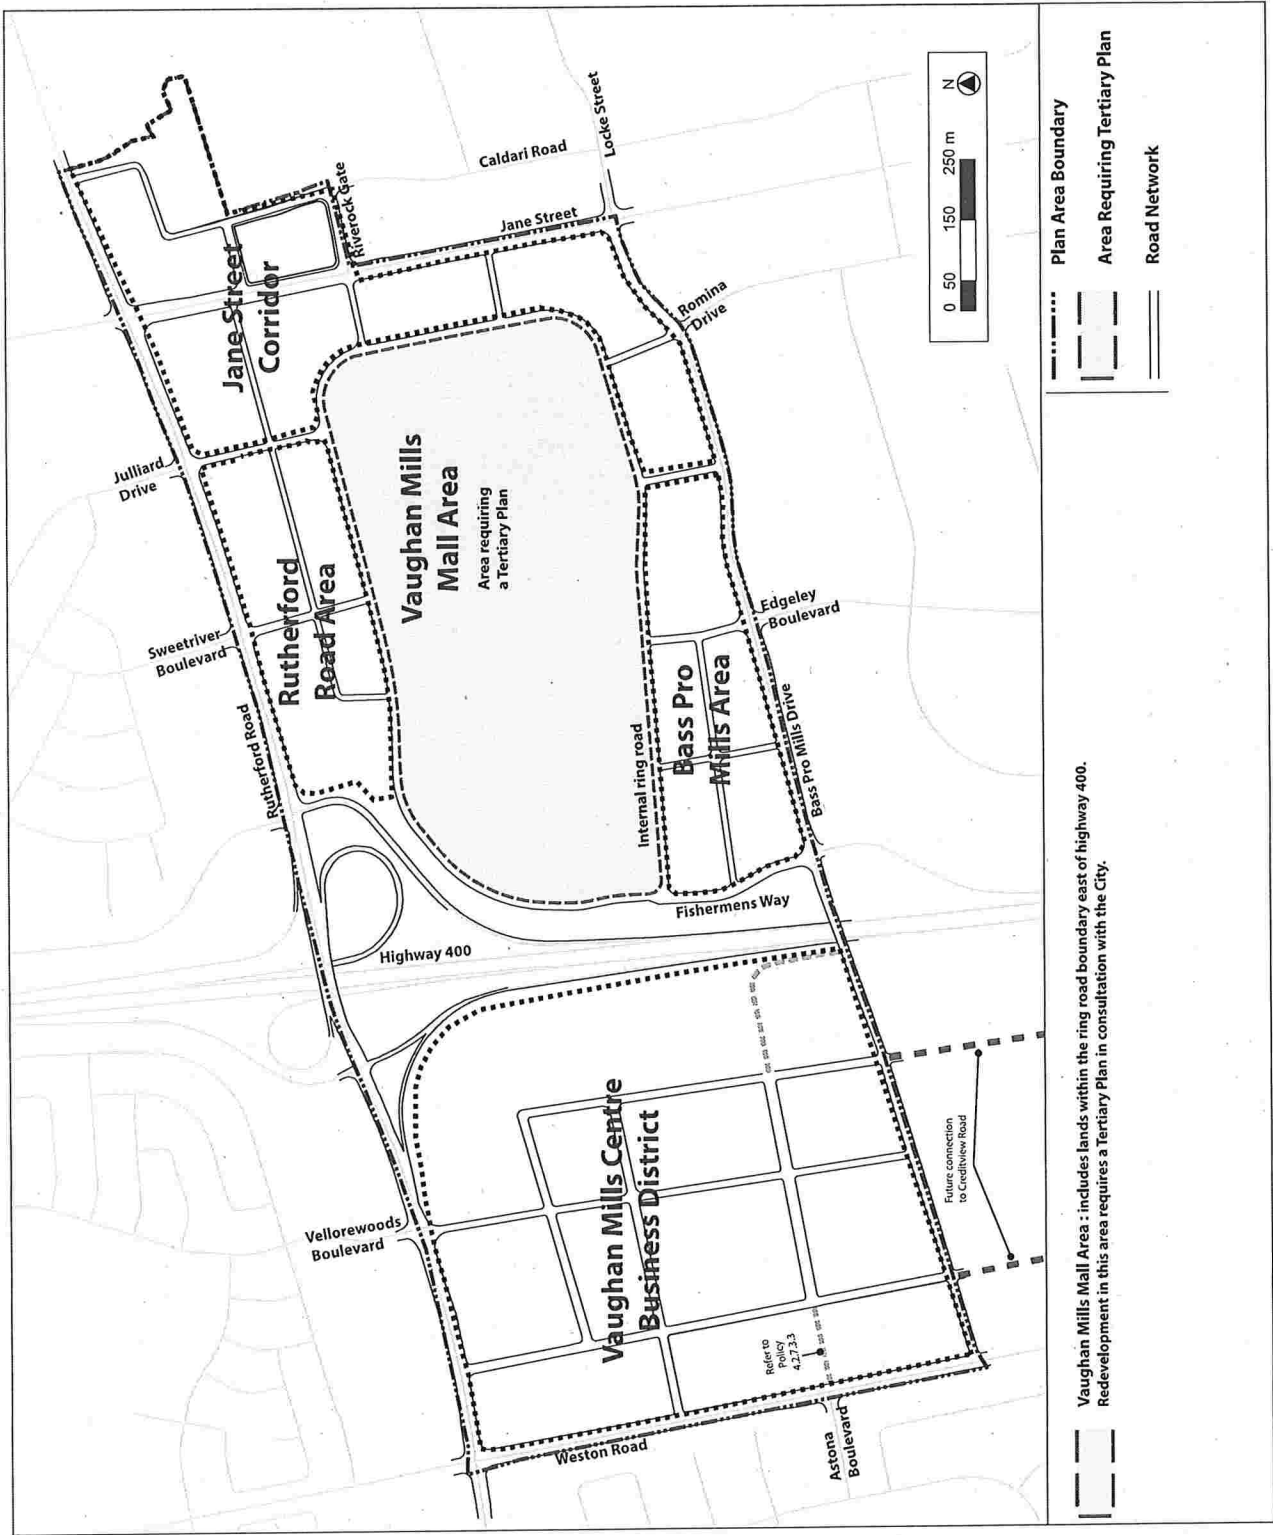 Weston Road
Astona
Boulevard
Refer to
Policy
4.2.7.3.3
Vellorewoods
Boulevard
Vaughan Mills Centre
Business District
Future connection
to Creditview Road
Highway 400
Fishermens Way
Rutherford Road
Bass Pro Mills Drive
Internal ring road
Bass Pro
Mills Area
Sweetriver
Boulevard
Rutherford
Road Area
Edgeley
Boulevard
Vaughan Mills
Mall Area
Area requiring
a Tertiary Plan
Julliard
Drive
Jane Street
Corridor
Romina
Drive
Riverrock Gate
Jane Street
Caldari Road
Locke Street
0 50 150 250 m
N
Vaughan Mills Mall Area : includes lands within the ring road boundary east of highway 400.
Redevelopment in this area requires a Tertiary Plan in consultation with the City.
Plan Area Boundary
Area Requiring Tertiary Plan
Road Network